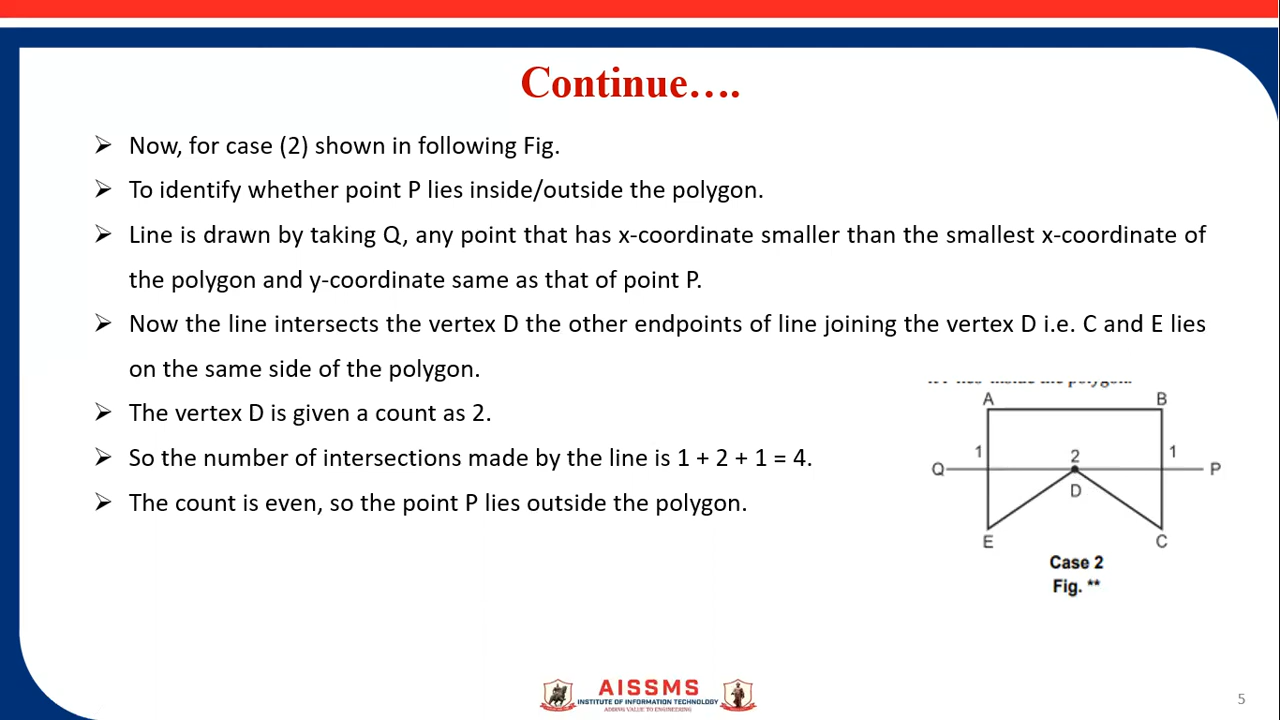 Continue….
➢ Now, for case (2) shown in following Fig.
➢ To identify whether point P lies inside/outside the polygon.
➢ Line is drawn by taking Q, any point that has x-coordinate smaller than the smallest x-coordinate of
the polygon and y-coordinate same as that of point P.
➢ Now the line intersects the vertex D the other endpoints of line joining the vertex D i.e. C and E lies
on the same side of the polygon.
➢ The vertex D is given a count as 2.
➢ So the number of intersections made by the line is 1 + 2 + 1 = 4.
➢ The count is even, so the point P lies outside the polygon.
A B
1 2 1
Q P
D
E C
Case 2
Fig. **
AISSMS
INSTITUTE OF INFORMATION TECHNOLOGY
ADDING VALUE TO ENGINEERING
5